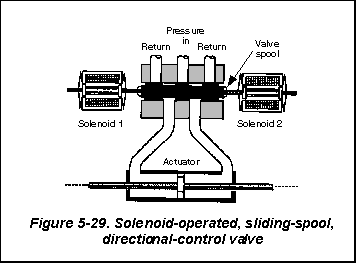 Pressure
in
Return Return
Valve
spool
Solenoid 1
Solenoid 2
Actuator
Figure 5-29. Solenoid-operated, sliding-spool,
directional-control valve